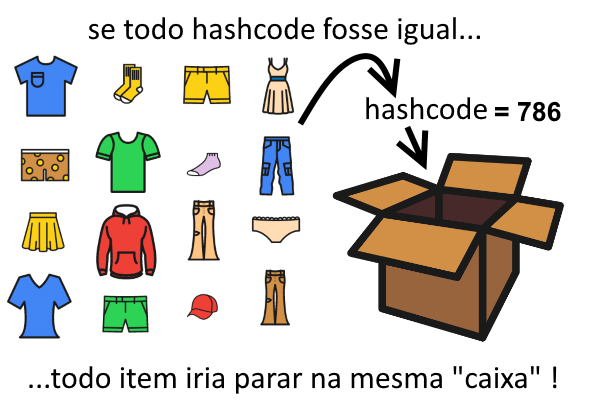 se todo hashcode fosse igual...
hashcode = 786
...todo item iria parar na mesma "caixa" !